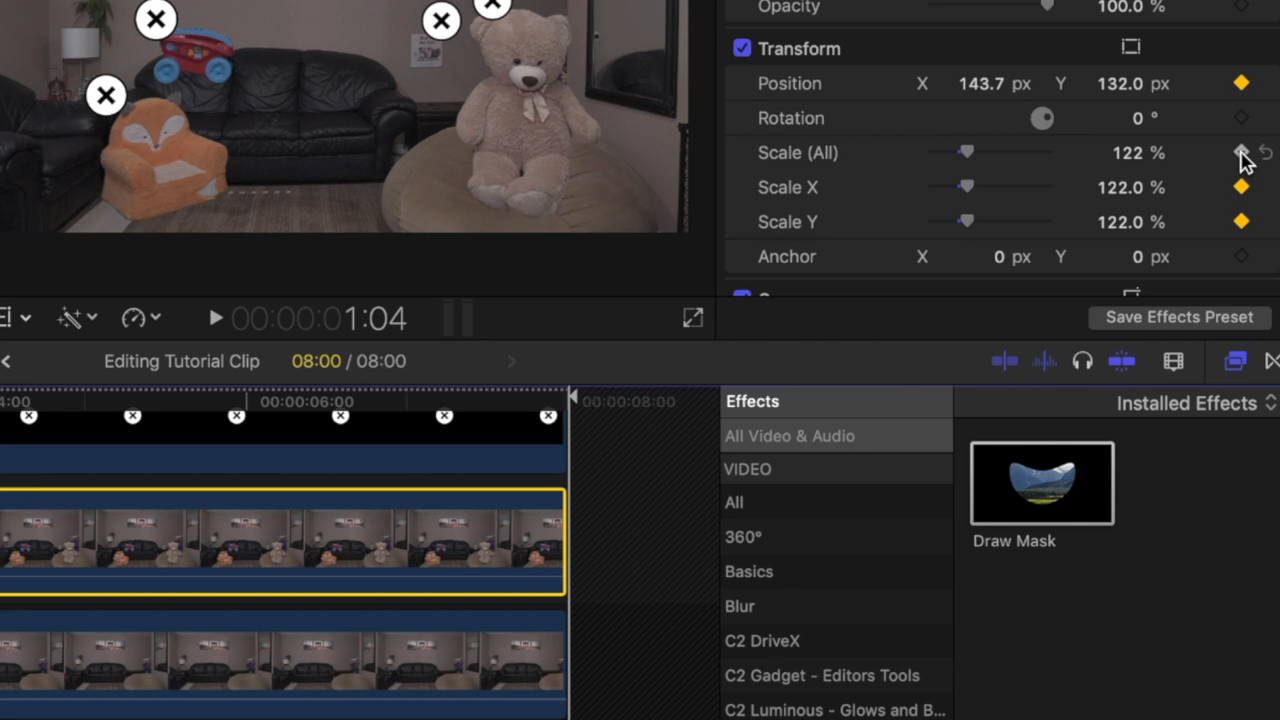 Opacity 100.0 %
Transform
Position X 143.7 px Y 132.0 px
Rotation 0 °
Scale (All) 122 %
Scale X 122.0 %
Scale Y 122.0 %
Anchor X 0 px Y 0 px
00:00:01:04
Save Effects Preset
Editing Tutorial Clip 08:00 / 08:00
4:00 00:00:06:00 00:00:08:00
Effects
Installed Effects
All Video & Audio
VIDEO
All
360°
Basics
Blur
C2 DriveX
C2 Gadget - Editors Tools
C2 Luminous - Glows and B...
Draw Mask